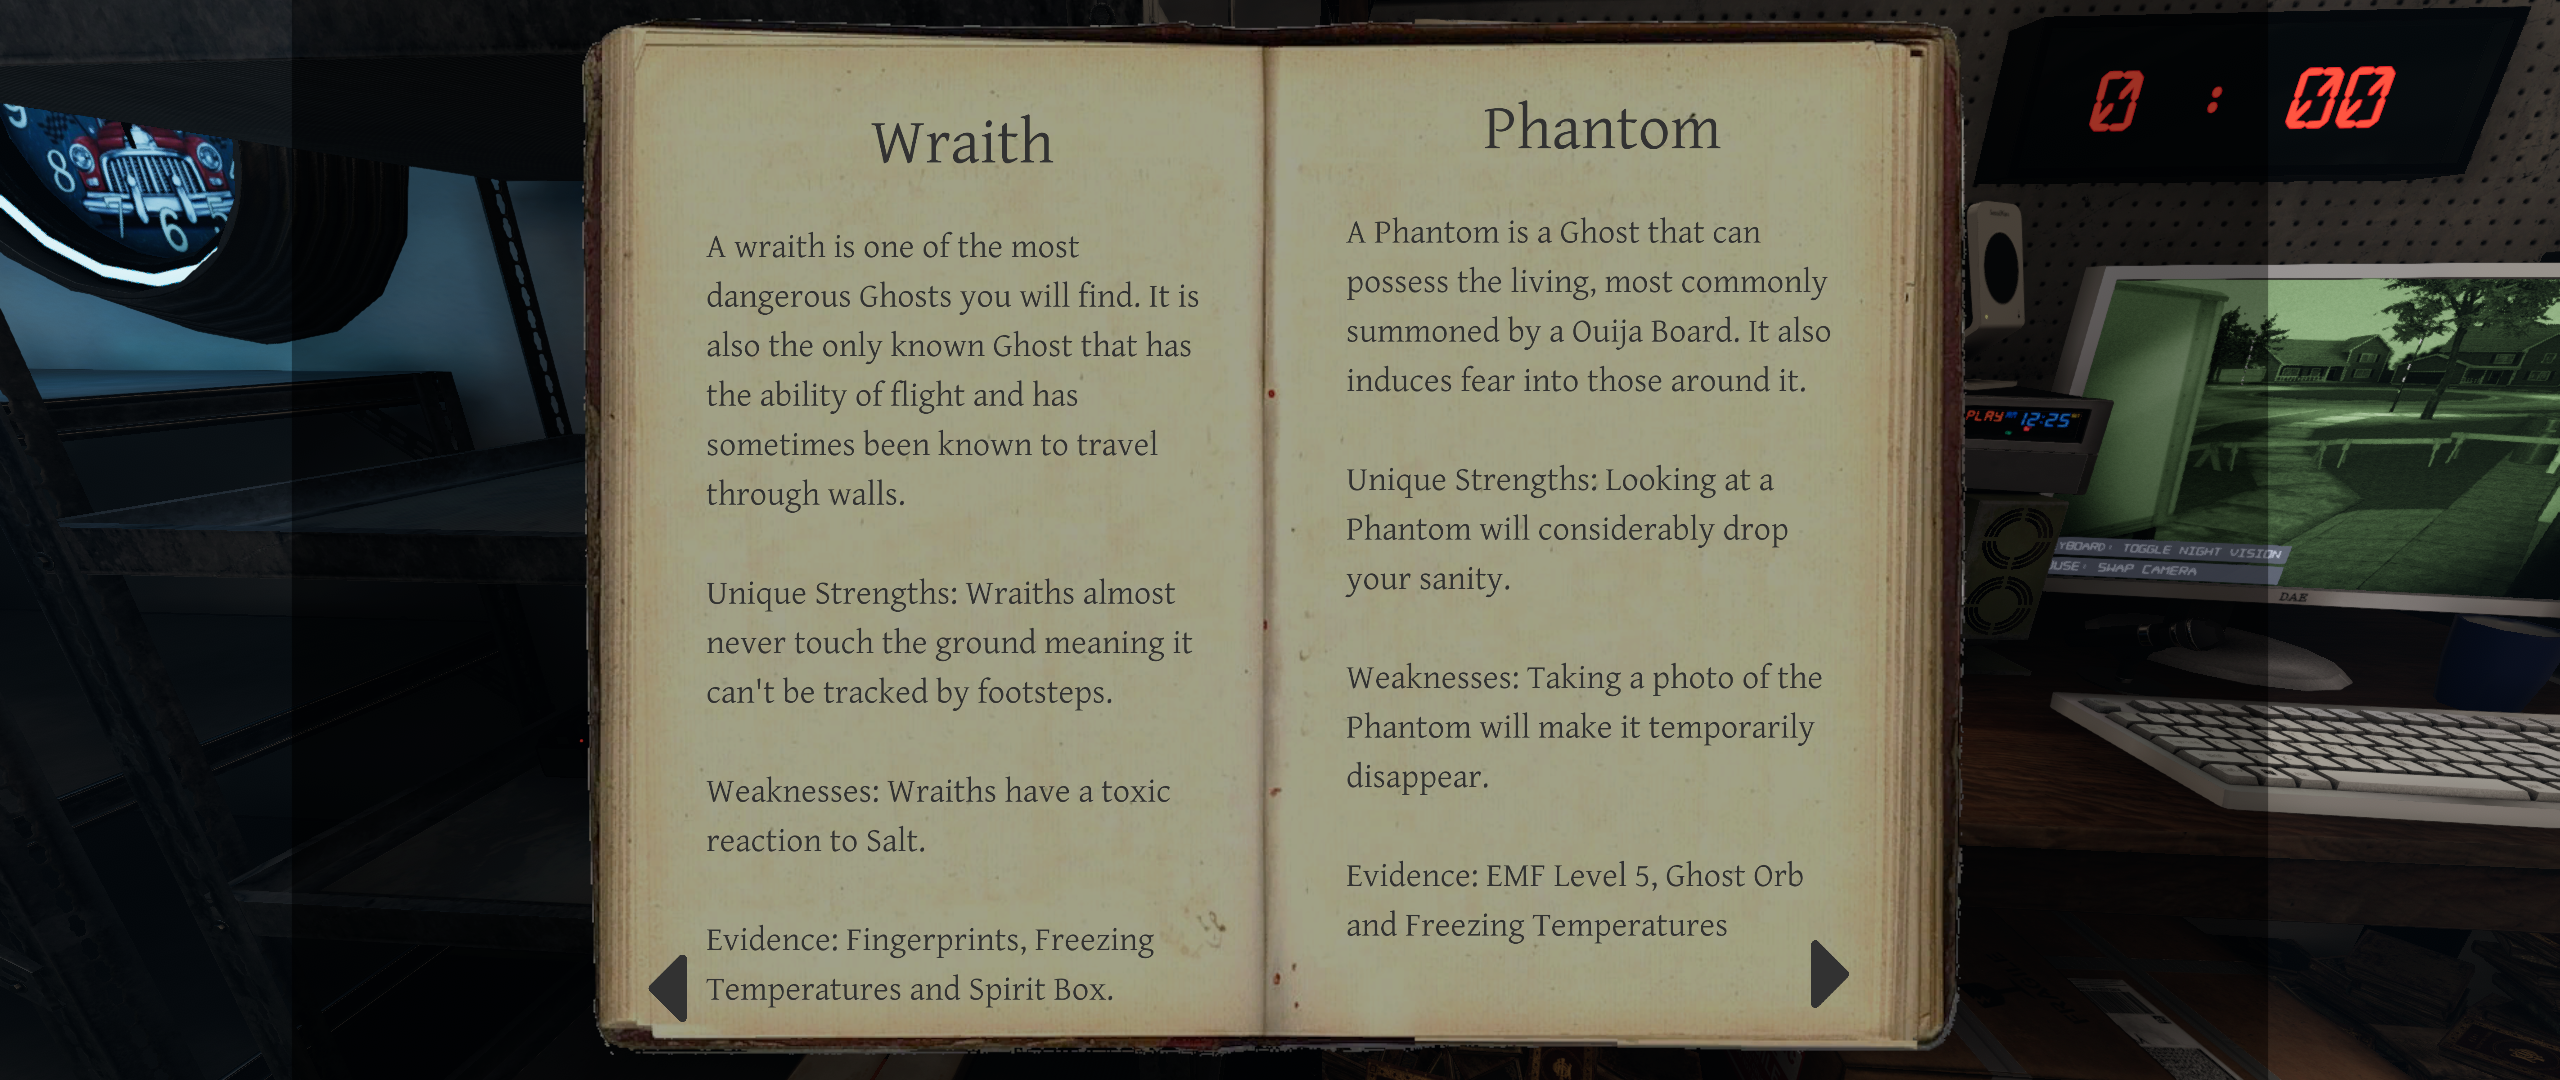 Wraith
A wraith is one of the most
dangerous Ghosts you will find. It is
also the only known Ghost that has
the ability of flight and has
sometimes been known to travel
through walls.
Unique Strengths: Wraiths almost
never touch the ground meaning it
can't be tracked by footsteps.
Weaknesses: Wraiths have a toxic
reaction to Salt.
Evidence: Fingerprints, Freezing
Temperatures and Spirit Box.
Phantom
A Phantom is a Ghost that can
possess the living, most commonly
summoned by a Ouija Board. It also
induces fear into those around it.
Unique Strengths: Looking at a
Phantom will considerably drop
your sanity.
Weaknesses: Taking a photo of the
Phantom will make it temporarily
disappear.
Evidence: EMF Level 5, Ghost Orb
and Freezing Temperatures
9
8
7
6
5
0 : 00
PLAY 12:25
YBOARD: TOGGLE NIGHT VISION
USE: SWAP CAMERA
DAE